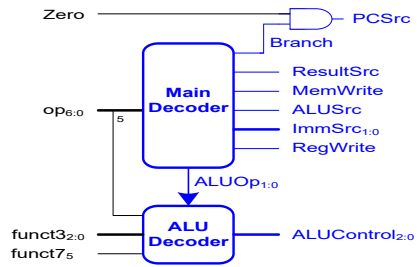 Zero
PCSrc
Branch
Main
Decoder
ResultSrc
MemWrite
ALUSrc
ImmSrc1:0
RegWrite
op6:0
5
ALUOp1:0
ALU
Decoder
funct32:0
funct75
ALUControl2:0